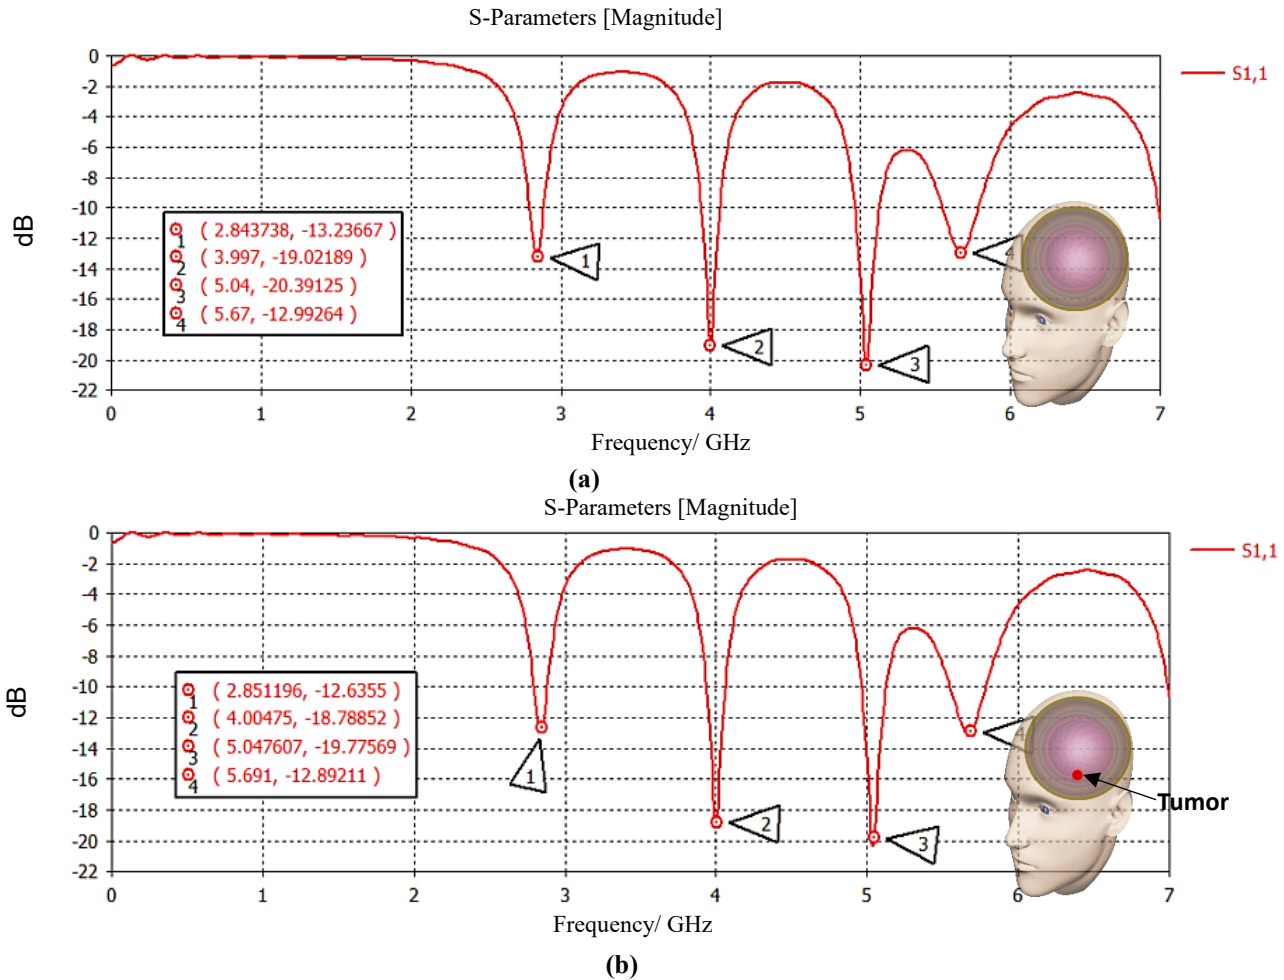 S-Parameters [Magnitude]
0
-2
-4
-6
-8
-10
-12
-14
-16
-18
-20
-22
dB
S1,1
1 ( 2.843738, -13.23667 )
2 ( 3.997, -19.02189 )
3 ( 5.04, -20.39125 )
4 ( 5.67, -12.99264 )
1
2
3
0 1 2 3 4 5 6 7
Frequency/ GHz
(a)
S-Parameters [Magnitude]
0
-2
-4
-6
-8
-10
-12
-14
-16
-18
-20
-22
dB
S1,1
1 ( 2.851196, -12.6355 )
2 ( 4.00475, -18.78852 )
3 ( 5.047607, -19.77569 )
4 ( 5.691, -12.89211 )
1
2
3
Tumor
0 1 2 3 4 5 6 7
Frequency/ GHz
(b)